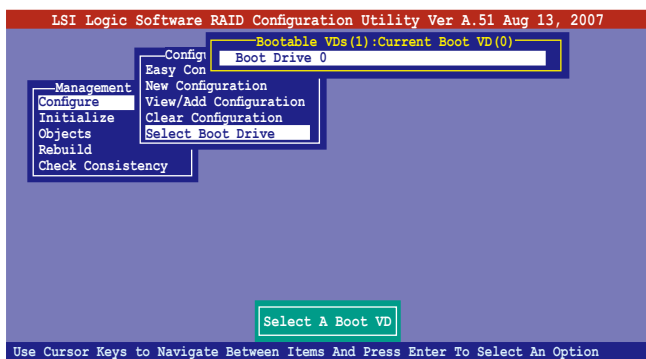 LSI Logic Software RAID Configuration Utility Ver A.51 Aug 13, 2007
Bootable VDs(1):Current Boot VD(0)
Boot Drive 0
Configu
Easy Con
New Configuration
View/Add Configuration
Clear Configuration
Select Boot Drive
Management
Configure
Initialize
Objects
Rebuild
Check Consistency
Select A Boot VD
Use Cursor Keys to Navigate Between Items And Press Enter To Select An Option